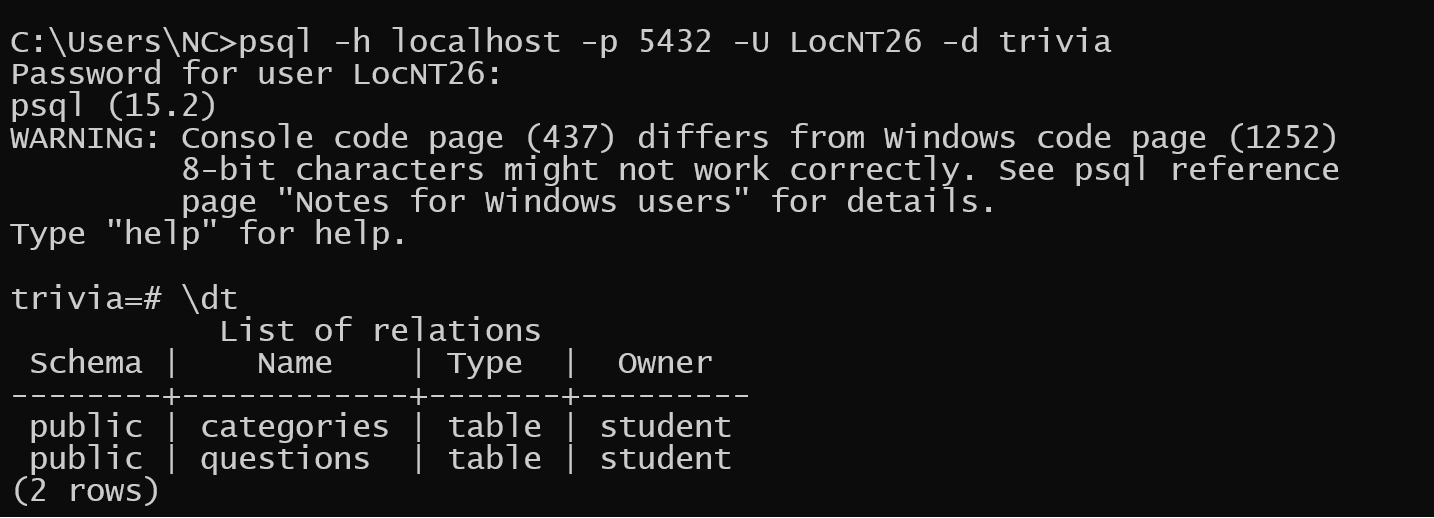 C:\Users\NC>psql -h localhost -p 5432 -U LocNT26 -d trivia
Password for user LocNT26:
psql (15.2)
WARNING: Console code page (437) differs from Windows code page (1252)
         8-bit characters might not work correctly. See psql reference
         page "Notes for Windows users" for details.
Type "help" for help.

trivia=# \dt
           List of relations
 Schema |    Name    | Type  |  Owner
--------+------------+-------+---------
 public | categories | table | student
 public | questions  | table | student
(2 rows)